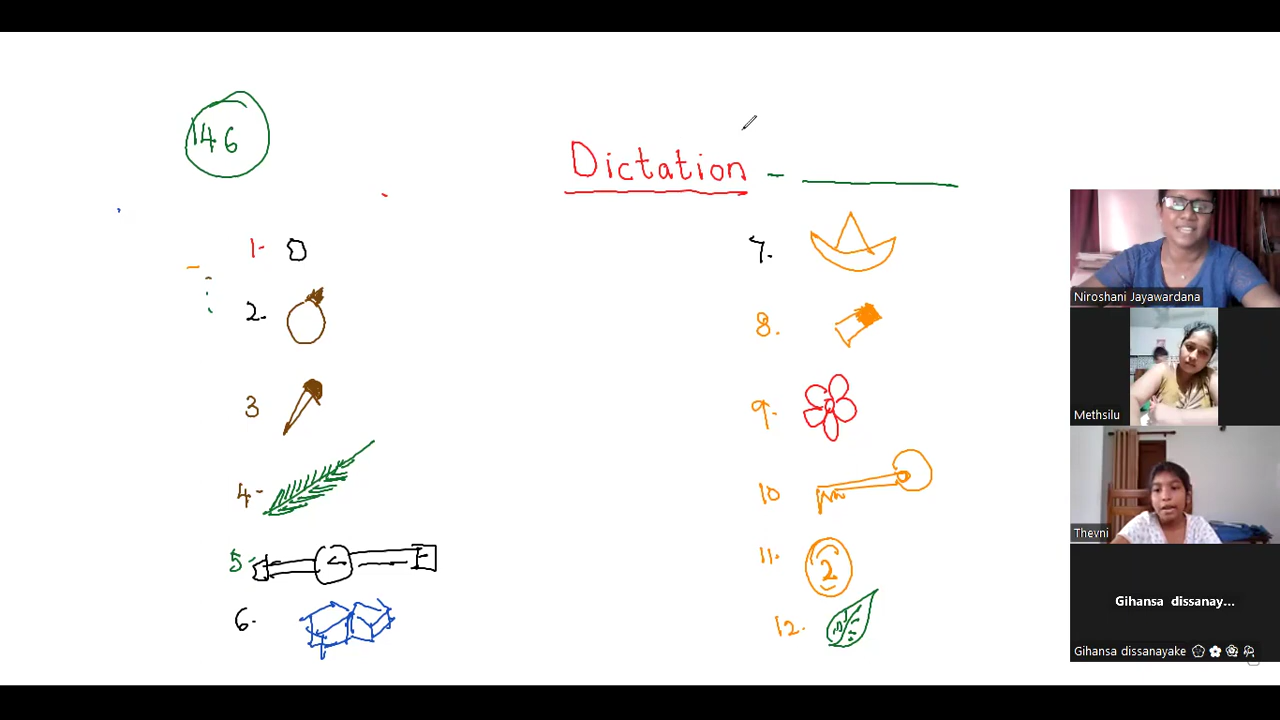 146
Dictation - ________
1-
2.
3
4-
5-
6.
7.
8.
9.
10
11.
2
12.
Niroshani Jayawardana
Methsilu
Thevni
Gihansa dissanay...
Gihansa dissanayake